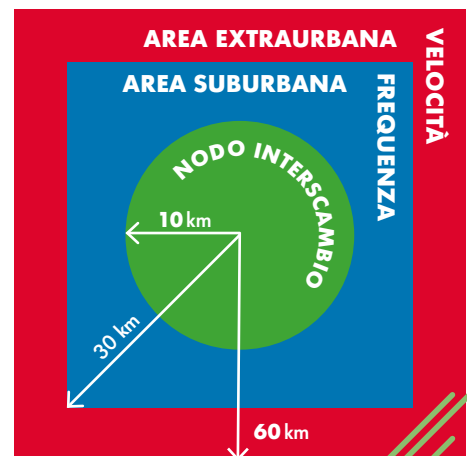 AREA EXTRAURBANA
VELOCITÀ
AREA SUBURBANA
FREQUENZA
NODO INTERSCAMBIO
10 km
30 km
60 km